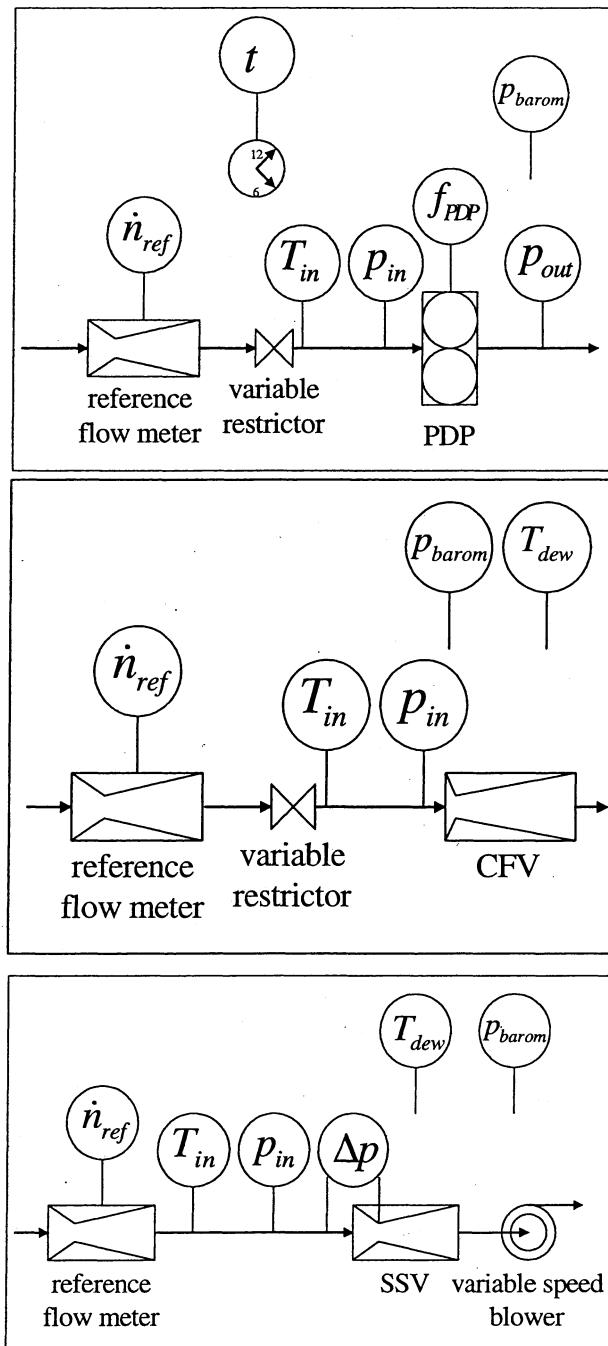 t
p_barom
12
6
f_PDP
ṅ_ref
T_in
p_in
p_out
reference
flow meter
variable
restrictor
PDP
p_barom
T_dew
ṅ_ref
T_in
p_in
reference
flow meter
variable
restrictor
CFV
T_dew
p_barom
ṅ_ref
T_in
p_in
Δp
reference
flow meter
SSV
variable speed
blower